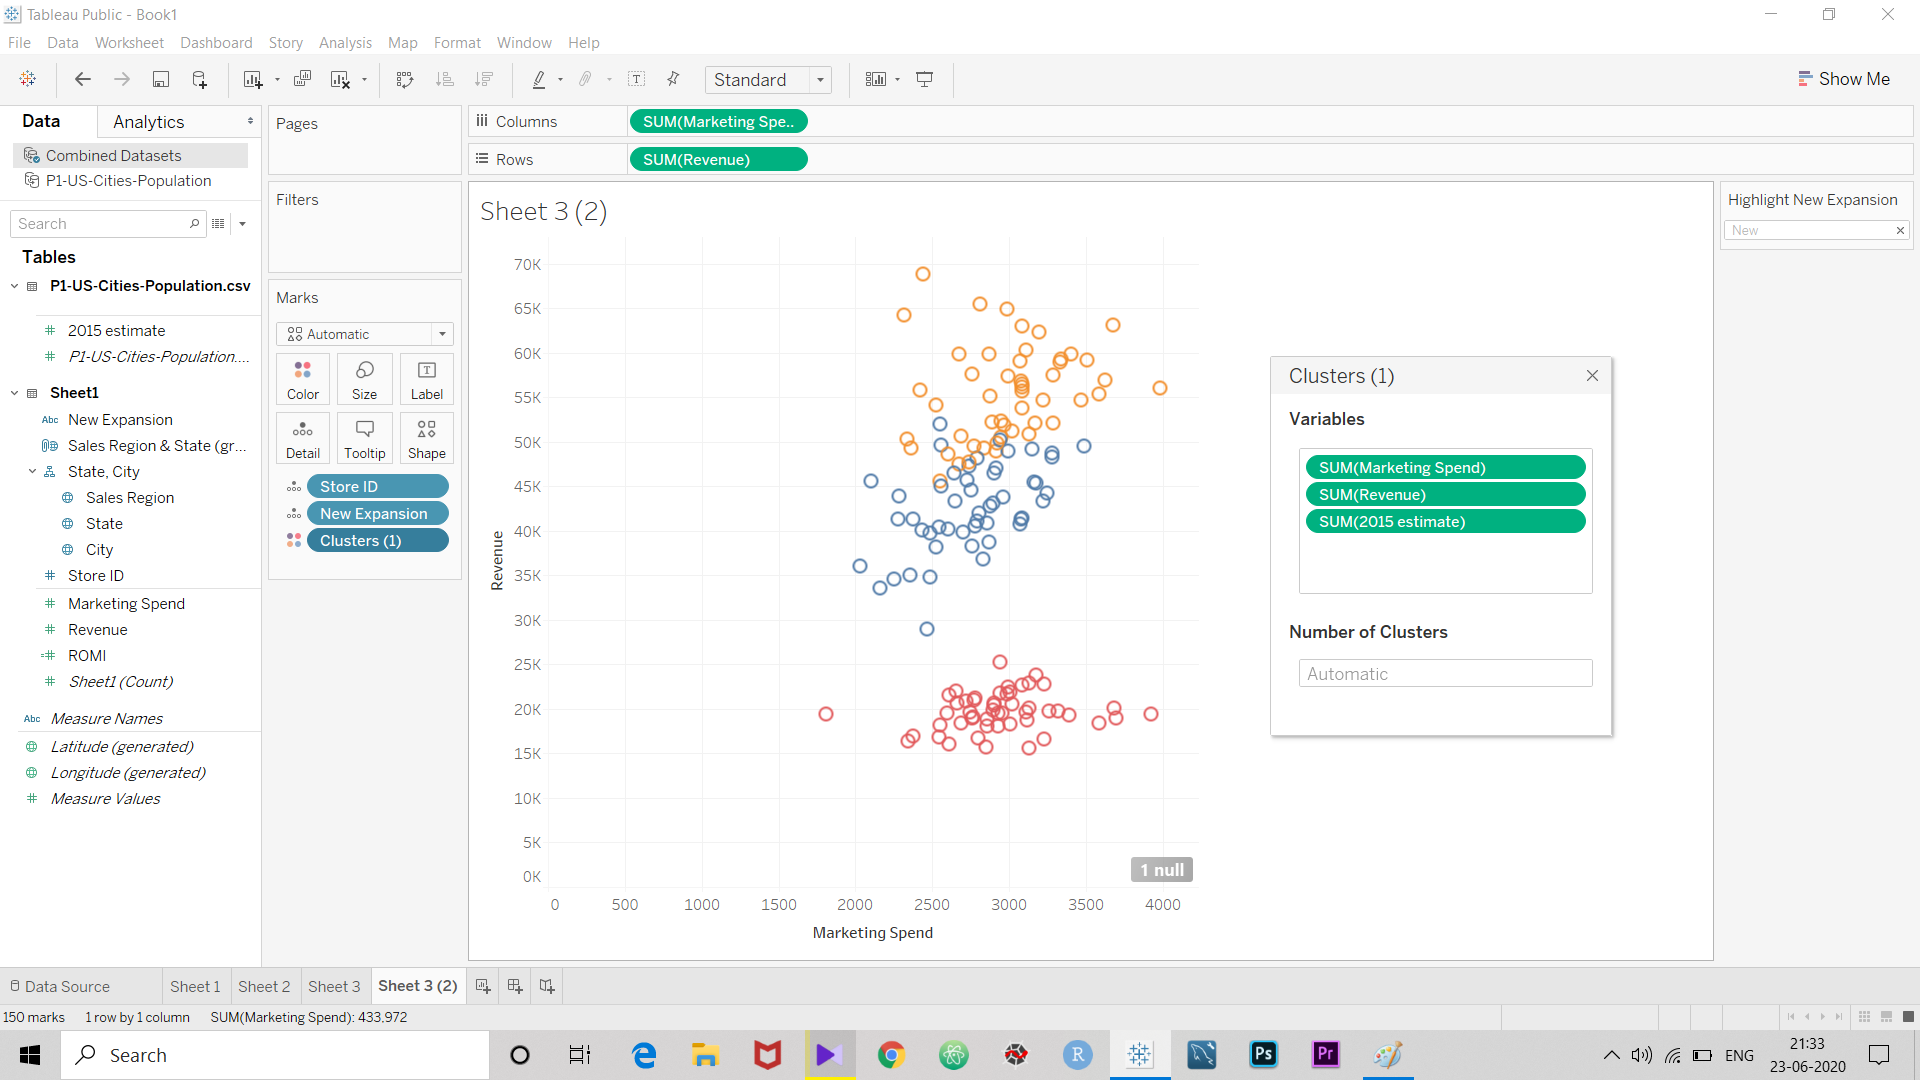 Tableau Public - Book1
File Data Worksheet Dashboard Story Analysis Map Format Window Help
Standard
Show Me
Data
Analytics
Combined Datasets
P1-US-Cities-Population
Search
Tables
P1-US-Cities-Population.csv
# 2015 estimate
# P1-US-Cities-Population....
Sheet1
Abc New Expansion
Sales Region & State (gr...
State, City
Sales Region
State
City
# Store ID
# Marketing Spend
# Revenue
=# ROMI
# Sheet1 (Count)
Abc Measure Names
Latitude (generated)
Longitude (generated)
# Measure Values
Pages
Filters
Marks
Automatic
Color Size Label
Detail Tooltip Shape
Store ID
New Expansion
Clusters (1)
Columns SUM(Marketing Spe..
Rows SUM(Revenue)
Sheet 3 (2)
70K
65K
60K
55K
50K
45K
40K
35K
30K
25K
20K
15K
10K
5K
0K
Revenue
1 null
0 500 1000 1500 2000 2500 3000 3500 4000
Marketing Spend
Clusters (1)
Variables
SUM(Marketing Spend)
SUM(Revenue)
SUM(2015 estimate)
Number of Clusters
Automatic
Highlight New Expansion
New
Data Source Sheet 1 Sheet 2 Sheet 3 Sheet 3 (2)
150 marks 1 row by 1 column SUM(Marketing Spend): 433,972
Search
R
Ps
Pr
ENG
21:33
23-06-2020